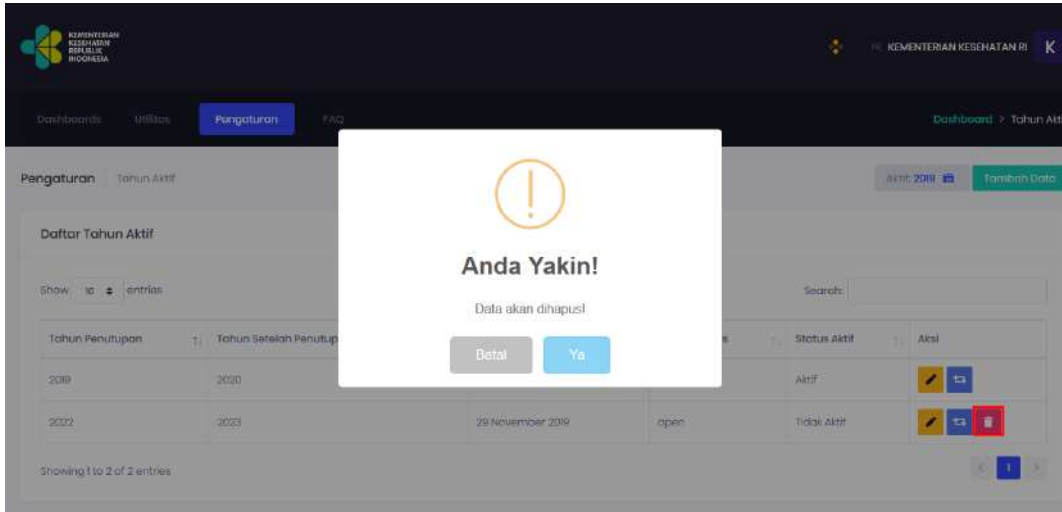 KEMENTERIAN
KESEHATAN
REPUBLIK
INDONESIA
KEMENTERIAN KESEHATAN RI K
Dashboards Utilitas Pengaturan FAQ
Dashboard > Tahun Akti
Pengaturan Tahun Aktif
Aktif: 2019 Tambah Data
Daftar Tahun Aktif
Anda Yakin!
Data akan dihapus!
Batal Ya
Show 10 entries
Search:
Tahun Penutupan Tahun Setelah Penutup s Status Aktif Aksi
2019 2020 Aktif
2022 2023 29 November 2019 open Tidak Aktif
Showing 1 to 2 of 2 entries
< 1 >